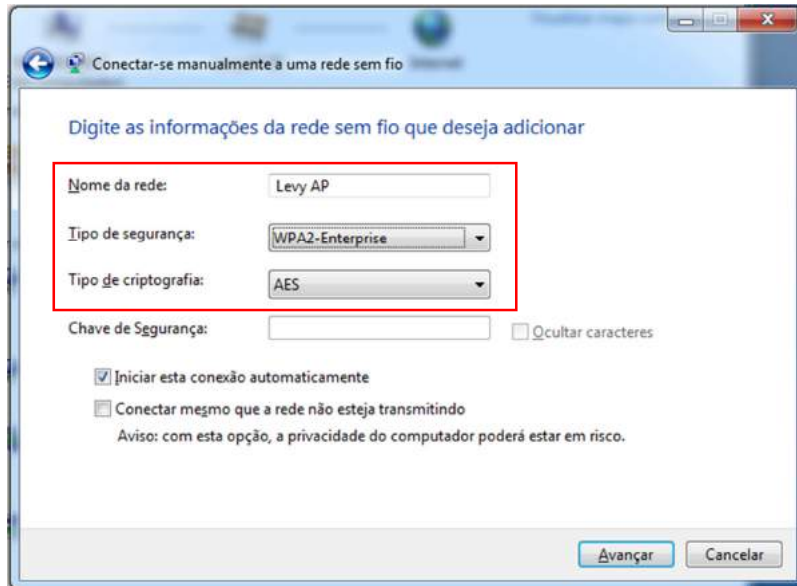 Conectar-se manualmente a uma rede sem fio
Digite as informações da rede sem fio que deseja adicionar
Nome da rede: Levy AP
Tipo de segurança: WPA2-Enterprise
Tipo de criptografia: AES
Chave de Segurança: Ocultar caracteres
Iniciar esta conexão automaticamente
Conectar mesmo que a rede não esteja transmitindo
Aviso: com esta opção, a privacidade do computador poderá estar em risco.
Avançar Cancelar